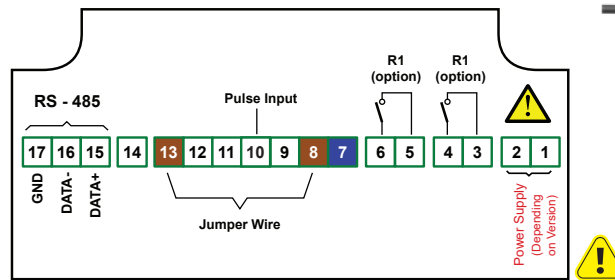 R1
(option)
R1
(option)
RS - 485
Pulse Input
17 16 15 14 13 12 11 10 9 8 7 6 5 4 3 2 1
GND
DATA-
DATA+
Jumper Wire
Power Supply
(Depending
on Version)